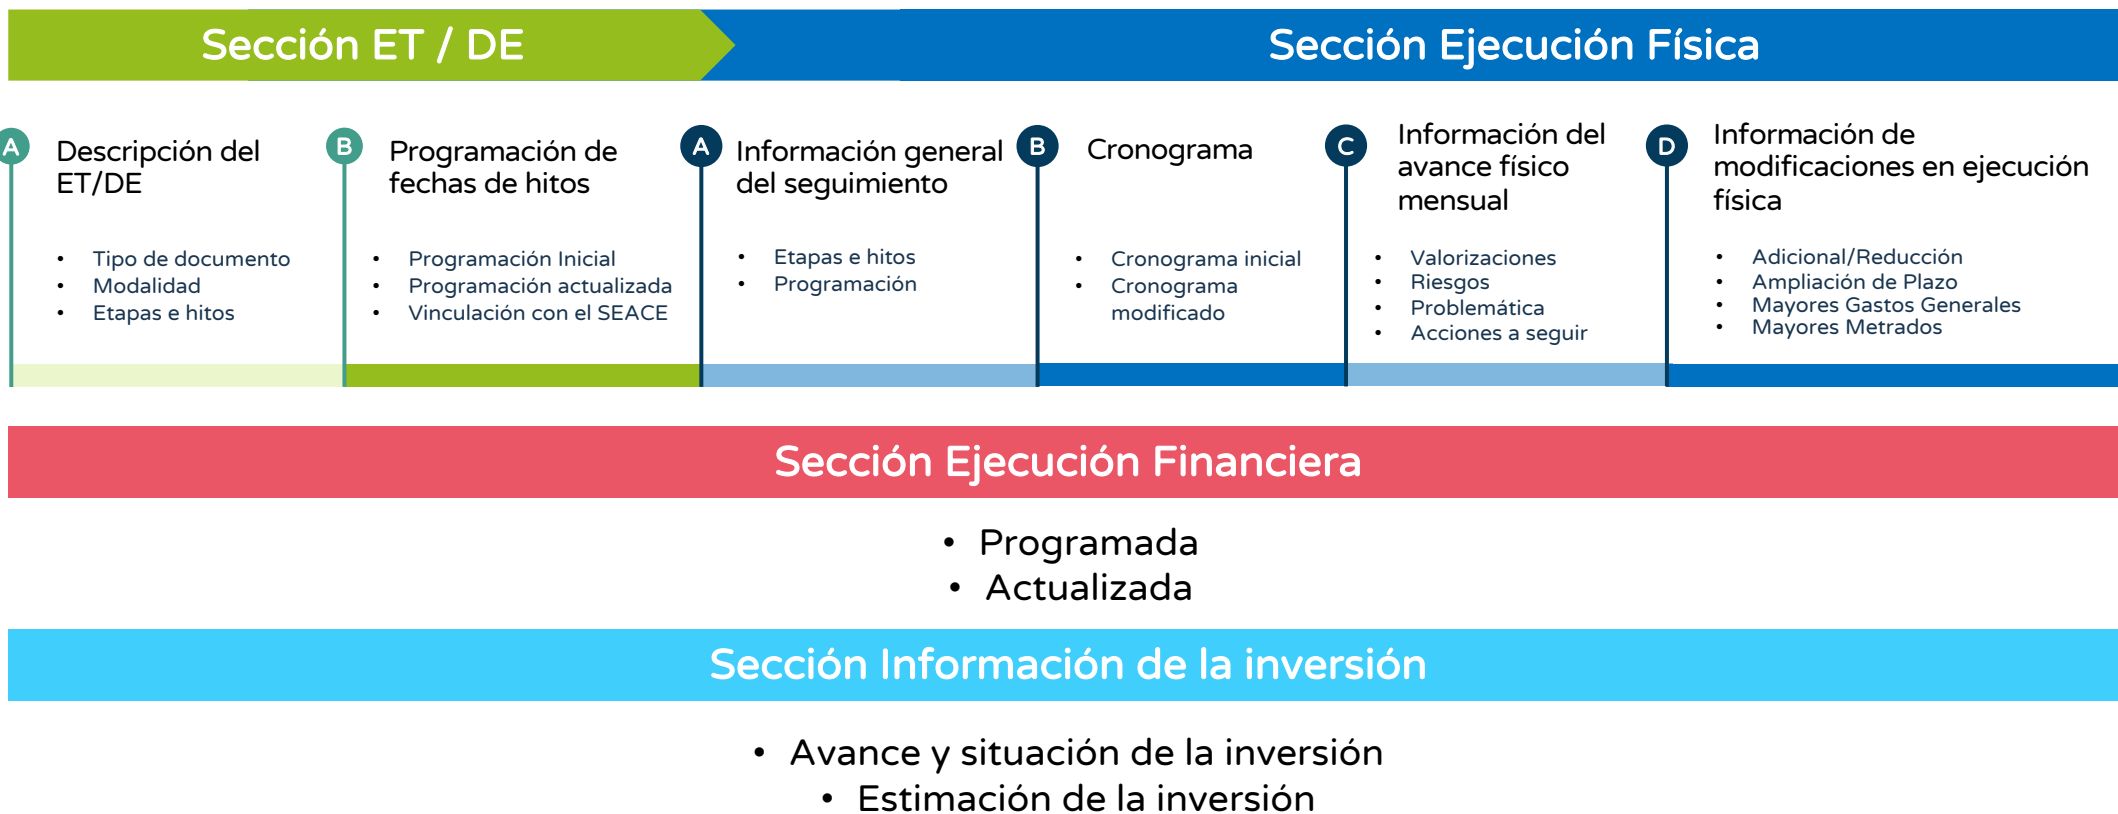 Sección ET / DE
Sección Ejecución Física
A
Descripción del
ET/DE
• Tipo de documento
• Modalidad
• Etapas e hitos
B
Programación de
fechas de hitos
• Programación Inicial
• Programación actualizada
• Vinculación con el SEACE
A
Información general
del seguimiento
• Etapas e hitos
• Programación
B
Cronograma
• Cronograma inicial
• Cronograma
modificado
C
Información del
avance físico
mensual
• Valorizaciones
• Riesgos
• Problemática
• Acciones a seguir
D
Información de
modificaciones en ejecución
física
• Adicional/Reducción
• Ampliación de Plazo
• Mayores Gastos Generales
• Mayores Metrados
Sección Ejecución Financiera
• Programada
• Actualizada
Sección Información de la inversión
• Avance y situación de la inversión
• Estimación de la inversión